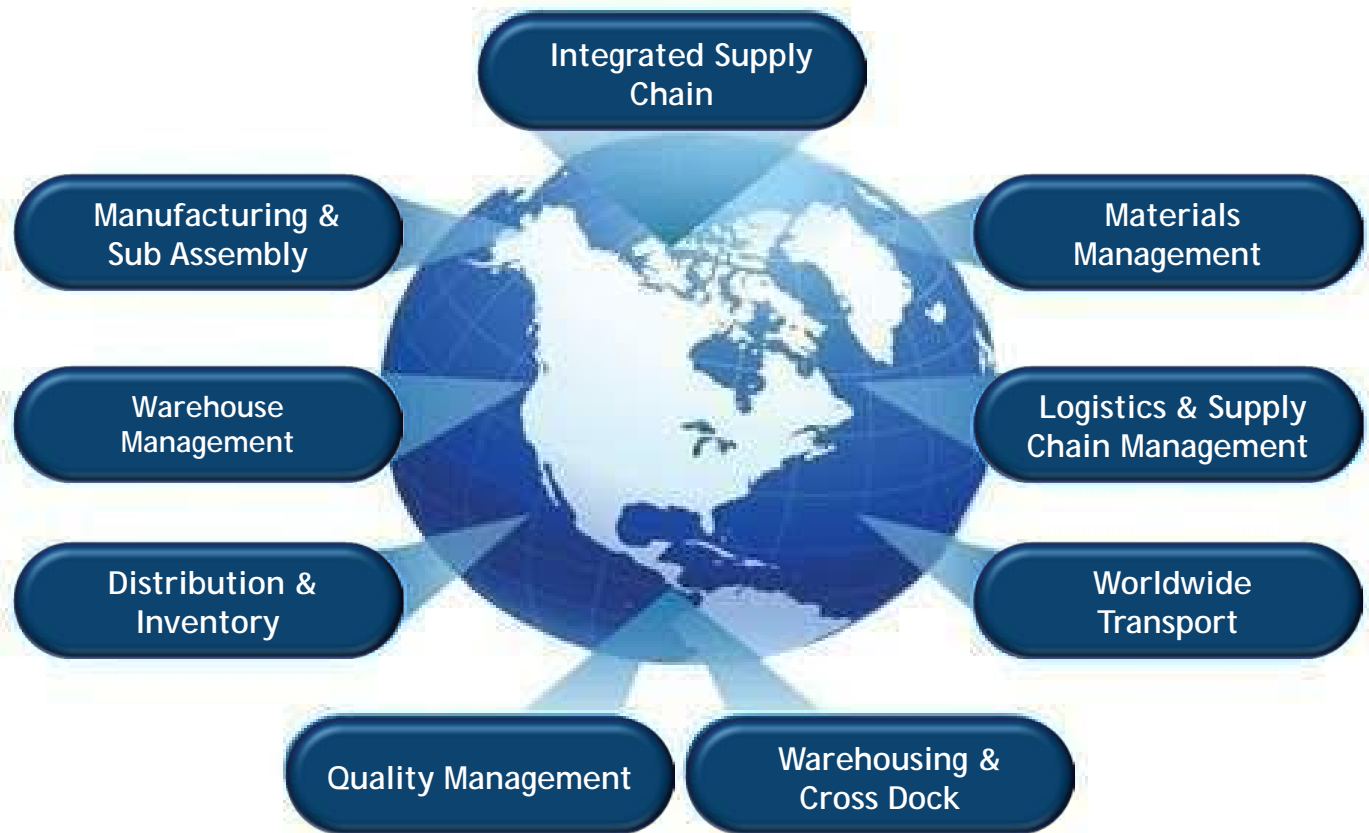 Integrated Supply
Chain
Manufacturing &
Sub Assembly
Materials
Management
Warehouse
Management
Logistics & Supply
Chain Management
Distribution &
Inventory
Worldwide
Transport
Quality Management
Warehousing &
Cross Dock